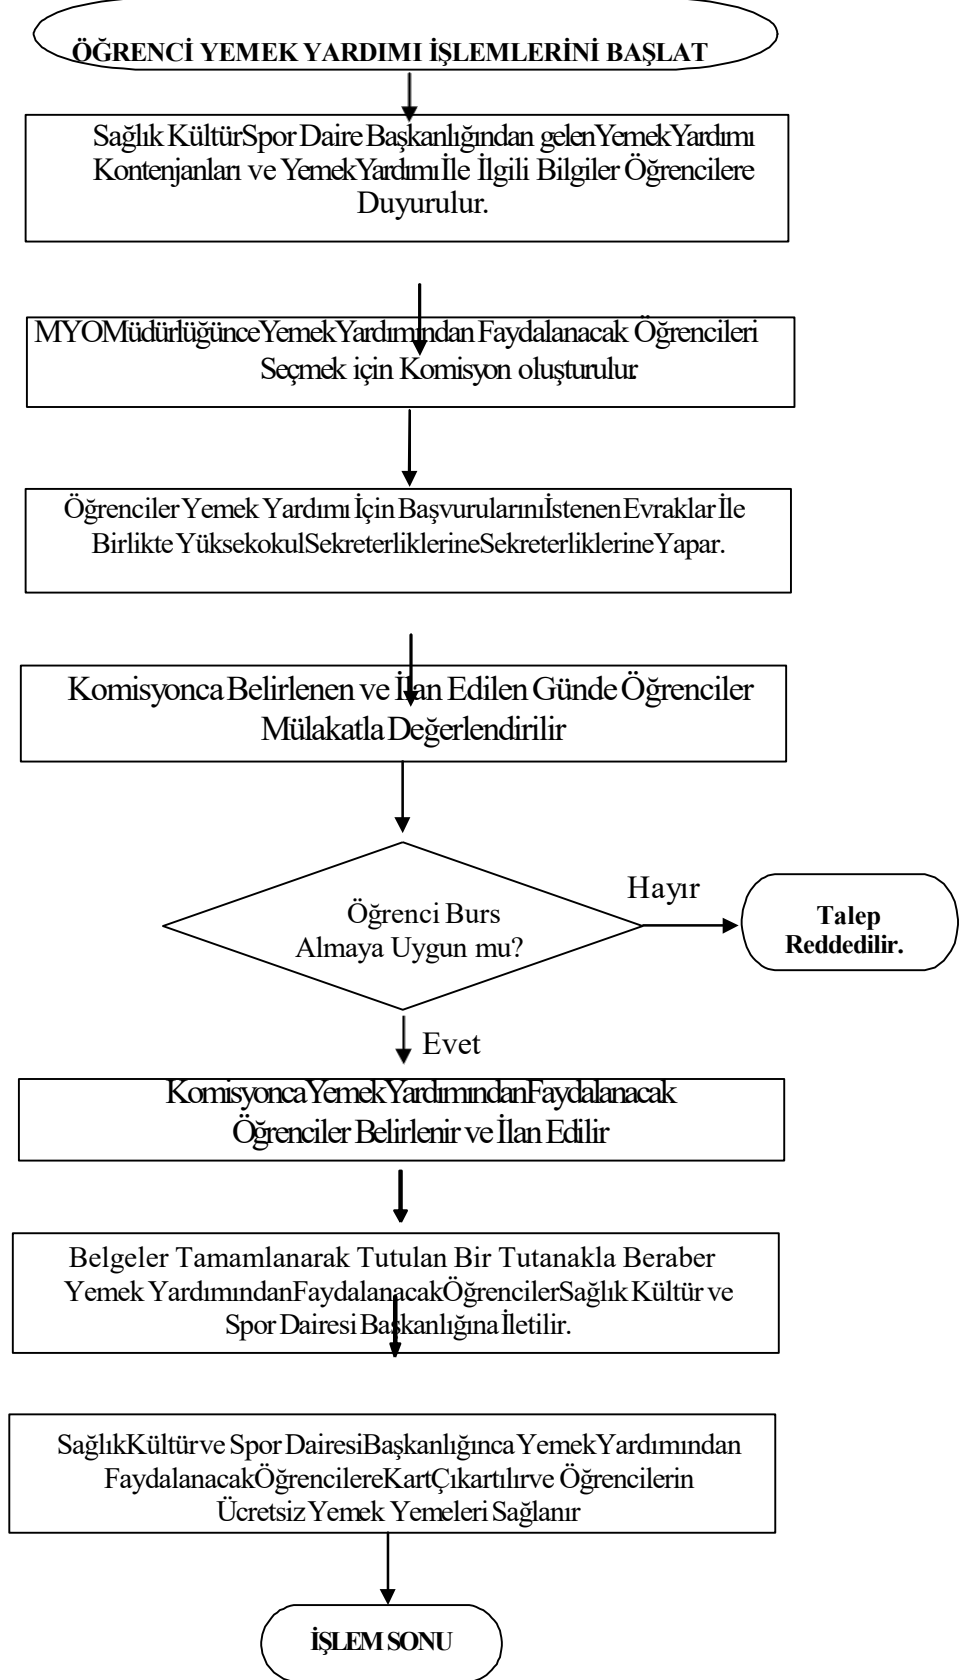 ÖĞRENCİ YEMEK YARDIMI İŞLEMLERİNİ BAŞLAT
Sağlık Kültür Spor Daire Başkanlığından gelen Yemek Yardımı
Kontenjanları ve Yemek Yardımı İle İlgili Bilgiler Öğrencilere
Duyurulur.
MYO Müdürlüğünce Yemek Yardımından Faydalanacak Öğrencileri
Seçmek için Komisyon oluşturulur.
Öğrenciler Yemek Yardımı İçin Başvurularını İstenen Evraklar İle
Birlikte Yüksekokul Sekreterliklerine Sekreterliklerine Yapar.
Komisyonca Belirlenen ve İlan Edilen Günde Öğrenciler
Mülakatla Değerlendirilir
Öğrenci Burs
Almaya Uygun mu?
Hayır
Talep
Reddedilir.
Evet
Komisyonca Yemek Yardımından Faydalanacak
Öğrenciler Belirlenir ve İlan Edilir
Belgeler Tamamlanarak Tutulan Bir Tutanakla Beraber
Yemek Yardımından Faydalanacak Öğrenciler Sağlık Kültür ve
Spor Dairesi Başkanlığına İletilir.
Sağlık Kültür ve Spor Dairesi Başkanlığınca Yemek Yardımından
Faydalanacak Öğrencilere Kart Çıkartılır ve Öğrencilerin
Ücretsiz Yemek Yemeleri Sağlanır
İŞLEM SONU